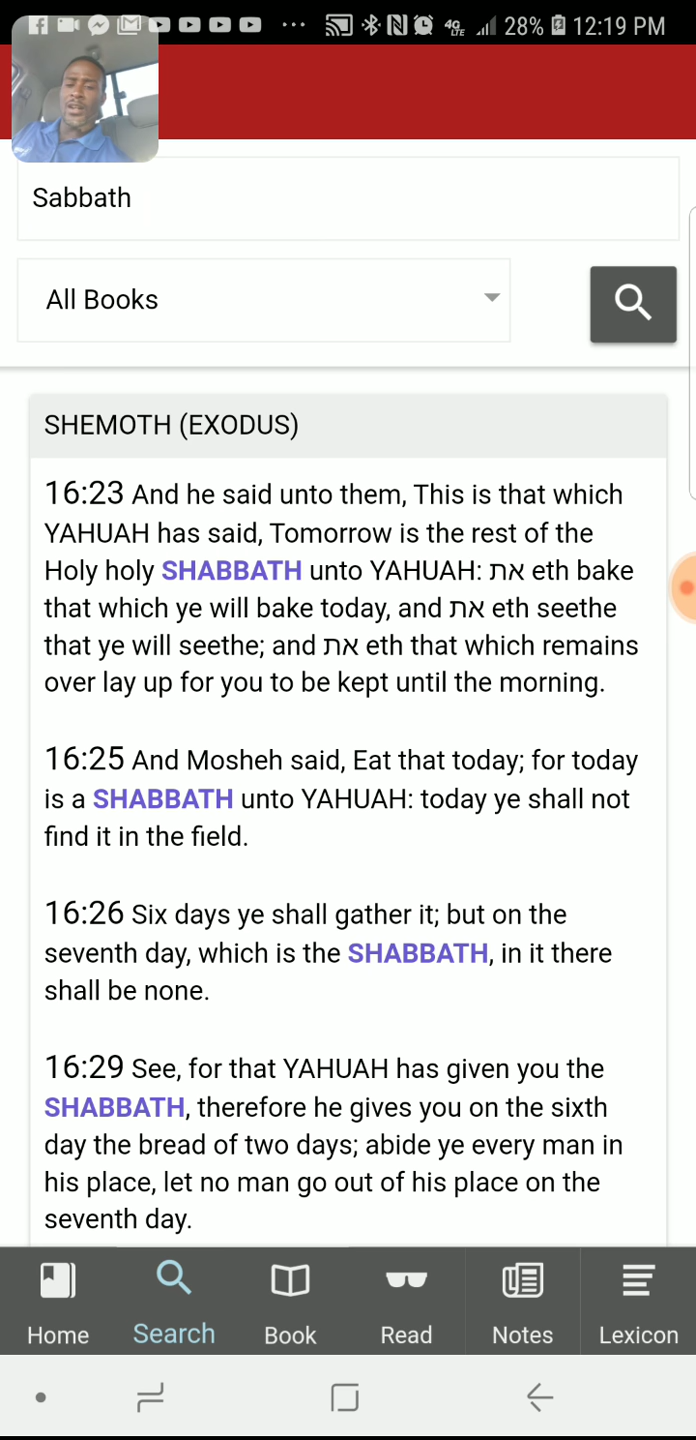 4G
LTE
28%
12:19 PM
Sabbath
All Books
SHEMOTH (EXODUS)
16:23 And he said unto them, This is that which
YAHUAH has said, Tomorrow is the rest of the
Holy holy SHABBATH unto YAHUAH: את eth bake
that which ye will bake today, and את eth seethe
that ye will seethe; and את eth that which remains
over lay up for you to be kept until the morning.
16:25 And Mosheh said, Eat that today; for today
is a SHABBATH unto YAHUAH: today ye shall not
find it in the field.
16:26 Six days ye shall gather it; but on the
seventh day, which is the SHABBATH, in it there
shall be none.
16:29 See, for that YAHUAH has given you the
SHABBATH, therefore he gives you on the sixth
day the bread of two days; abide ye every man in
his place, let no man go out of his place on the
seventh day.
Home Search Book Read Notes Lexicon